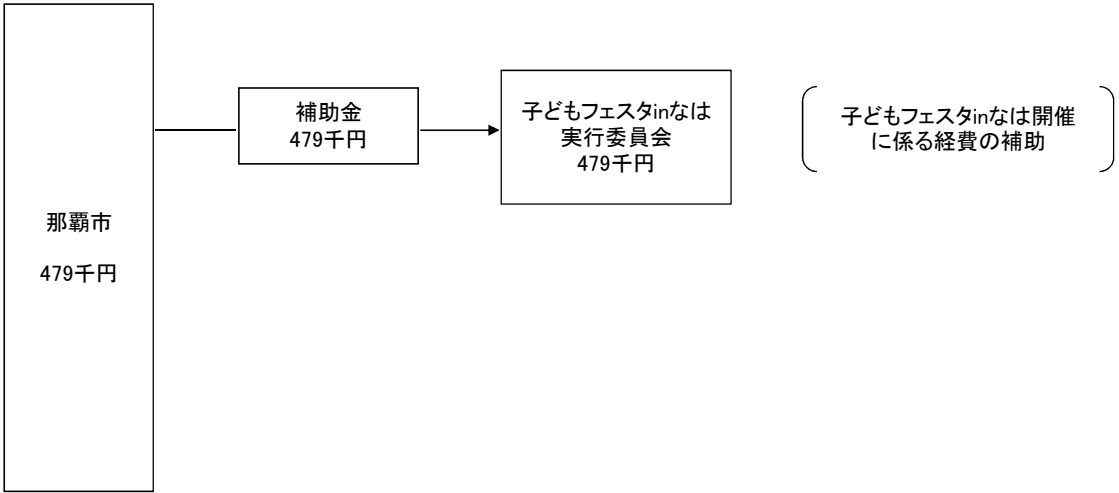 那覇市
479千円
補助金
479千円
子どもフェスタinなは
実行委員会
479千円
子どもフェスタinなは開催
に係る経費の補助